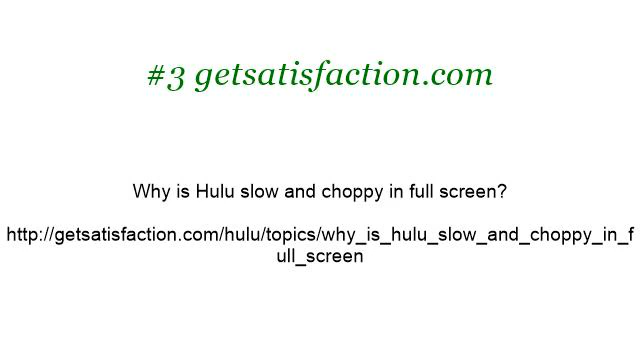 #3 getsatisfaction.com
Why is Hulu slow and choppy in full screen?
http://getsatisfaction.com/hulu/topics/why_is_hulu_slow_and_choppy_in_f
ull_screen